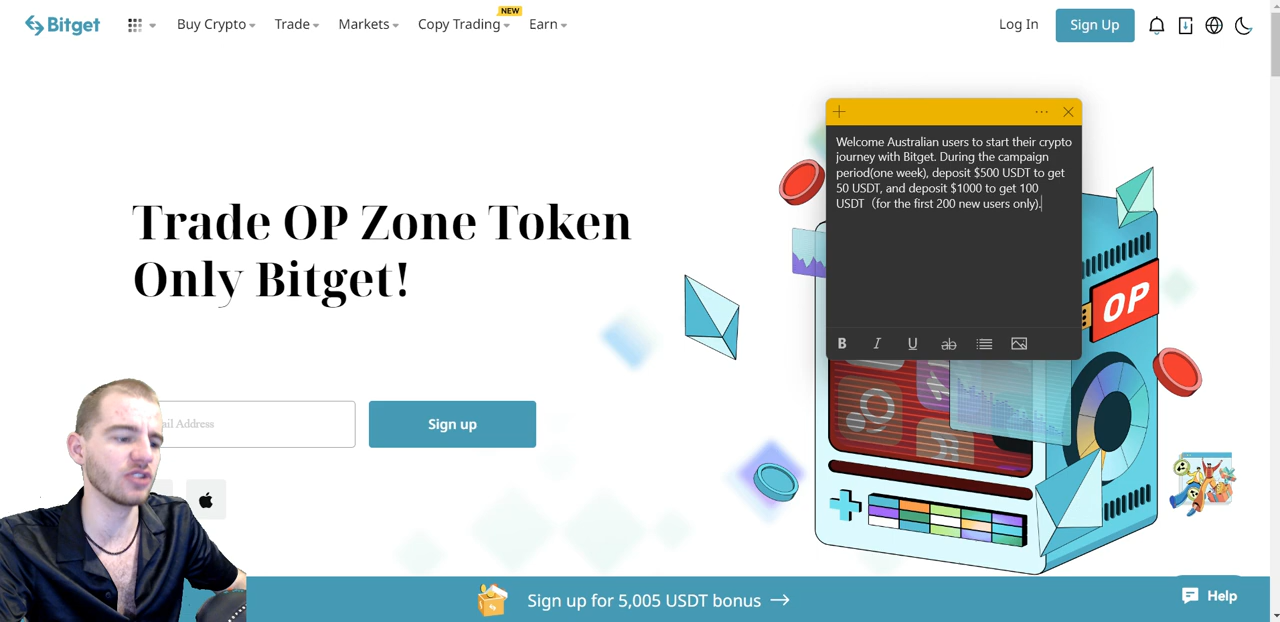 Bitget
Buy Crypto
Trade
Markets
Copy Trading
NEW
Earn
Log In
Sign Up
Trade OP Zone Token
Only Bitget!
ail Address
Sign up
Welcome Australian users to start their crypto
journey with Bitget. During the campaign
period(one week), deposit $500 USDT to get
50 USDT, and deposit $1000 to get 100
USDT（for the first 200 new users only).
B I U ab
OP
Sign up for 5,005 USDT bonus →
Help